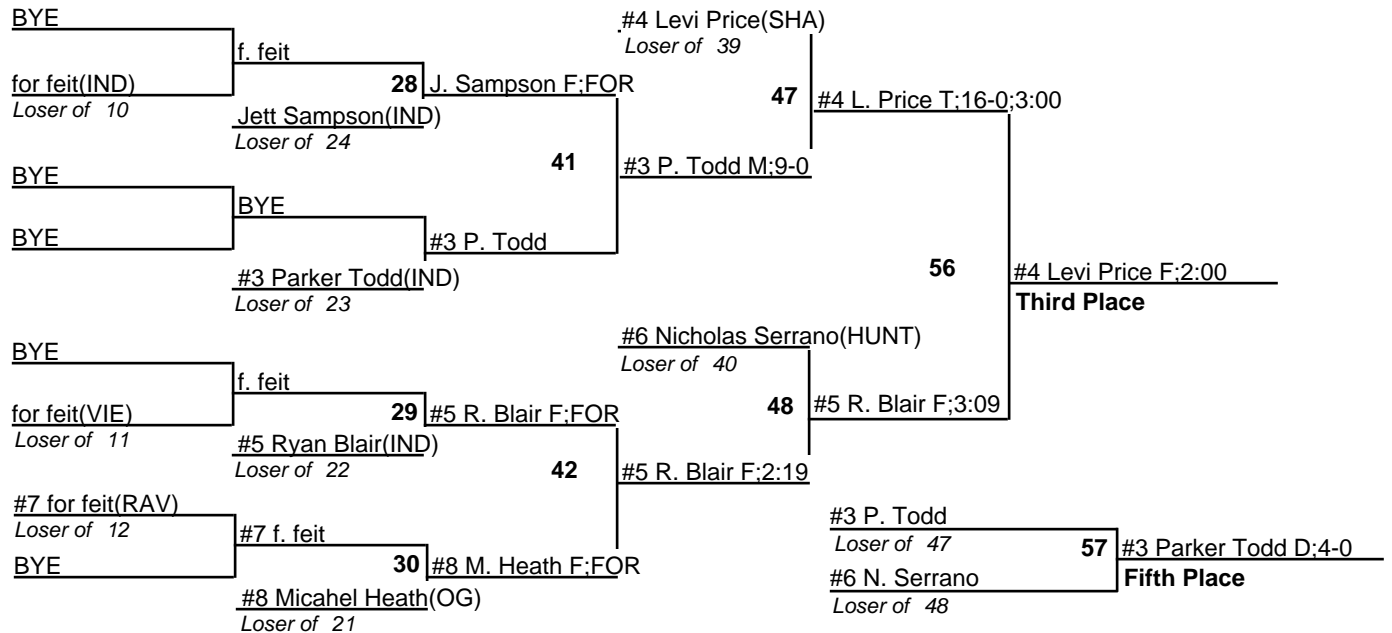 BYE
#4 Levi Price(SHA)
Loser of 39
f. feit
for feit(IND)
28
J. Sampson F;FOR
47
#4 L. Price T;16-0;3:00
Loser of 10
Jett Sampson(IND)
Loser of 24
41
#3 P. Todd M;9-0
BYE
BYE
BYE
#3 P. Todd
56
#4 Levi Price F;2:00
#3 Parker Todd(IND)
Loser of 23
Third Place
BYE
#6 Nicholas Serrano(HUNT)
Loser of 40
f. feit
for feit(VIE)
29
#5 R. Blair F;FOR
48
#5 R. Blair F;3:09
Loser of 11
#5 Ryan Blair(IND)
Loser of 22
42
#5 R. Blair F;2:19
#7 for feit(RAV)
Loser of 12
#7 f. feit
#3 P. Todd
Loser of 47
57
#3 Parker Todd D;4-0
BYE
30
#8 M. Heath F;FOR
#6 N. Serrano
Fifth Place
#8 Micahel Heath(OG)
Loser of 48
Loser of 21